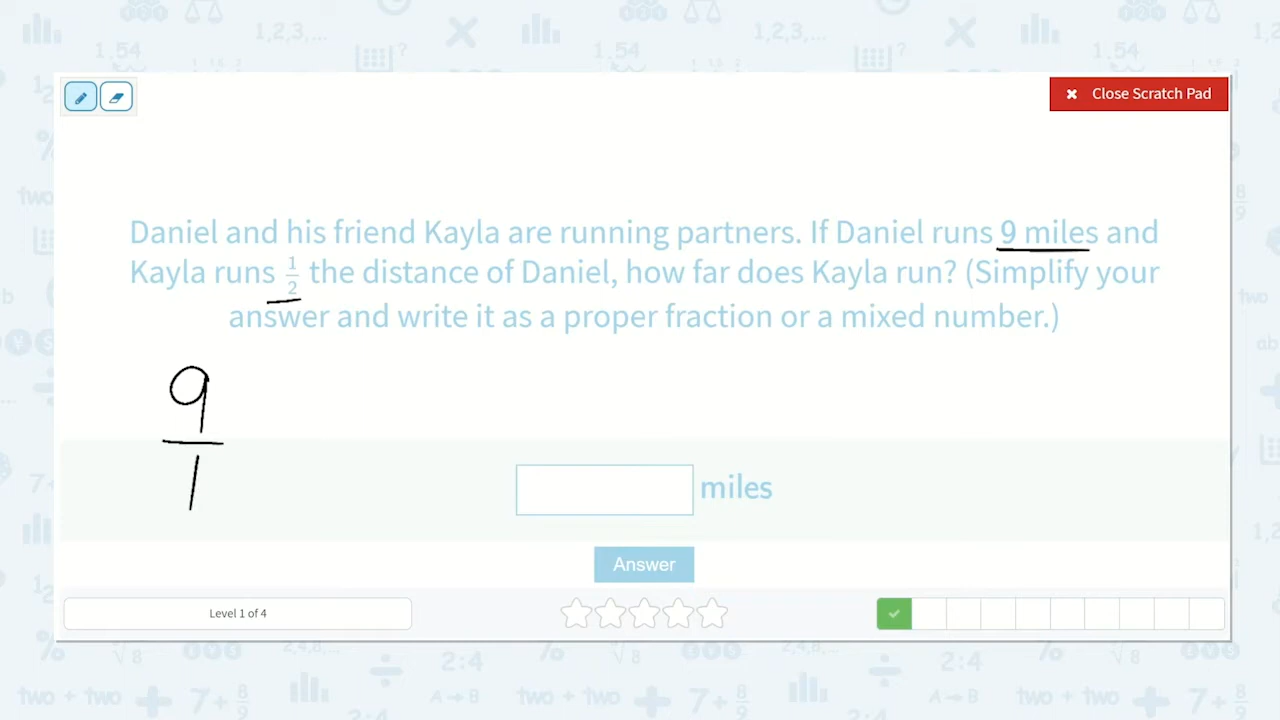 Close Scratch Pad
Daniel and his friend Kayla are running partners. If Daniel runs 9 miles and
Kayla runs 1/2 the distance of Daniel, how far does Kayla run? (Simplify your
answer and write it as a proper fraction or a mixed number.)
9
1
miles
Answer
Level 1 of 4